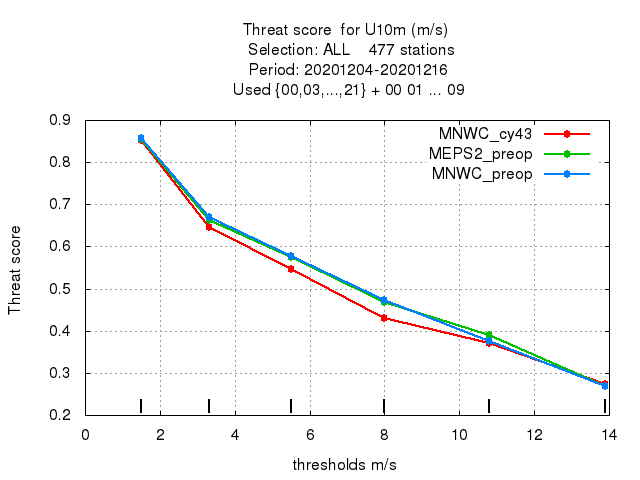 Threat score  for U10m (m/s)
Selection: ALL    477 stations
Period: 20201204-20201216
Used {00,03,...,21} + 00 01 ... 09
MNWC_cy43
MEPS2_preop
MNWC_preop
Threat score
0.9
0.8
0.7
0.6
0.5
0.4
0.3
0.2
0 2 4 6 8 10 12 14
thresholds m/s